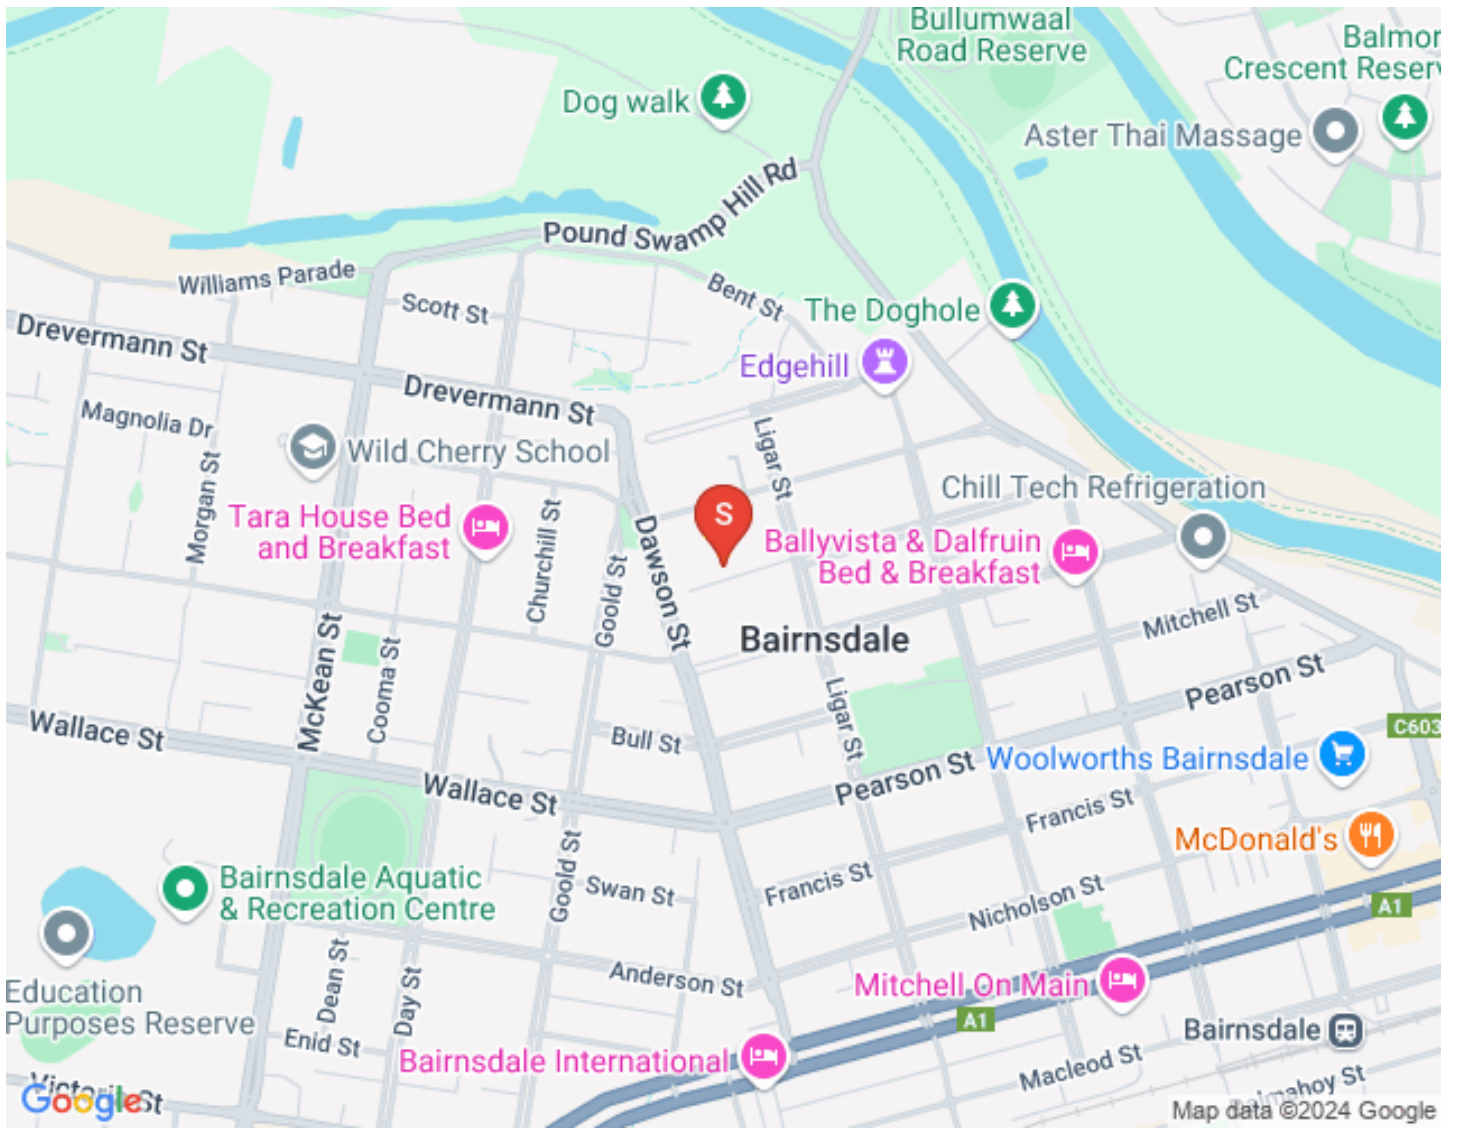 Bullumwaal
Road Reserve
Balmor
Crescent Reserv
Dog walk
Aster Thai Massage
Pound Swamp Hill Rd
Williams Parade
Bent St
Scott St
The Doghole
Drevermann St
Edgehill
Drevermann St
Magnolia Dr
Ligar St
Wild Cherry School
Morgan St
Chill Tech Refrigeration
Tara House Bed
and Breakfast
Churchill St
S
Dawson St
Ballyvista & Dalfruin
Bed & Breakfast
Goold St
Mitchell St
McKean St
Cooma St
Bairnsdale
Pearson St
Ligar St
Wallace St
Bull St
C603
Woolworths Bairnsdale
Pearson St
Wallace St
Francis St
McDonald's
Goold St
Bairnsdale Aquatic
& Recreation Centre
Swan St
Francis St
Nicholson St
A1
Dean St
Day St
Anderson St
Mitchell On Main
Education
Purposes Reserve
A1
Bairnsdale
Enid St
Bairnsdale International
Macleod St
Victoria St
Google
Dalmahoy St
Map data ©2024 Google